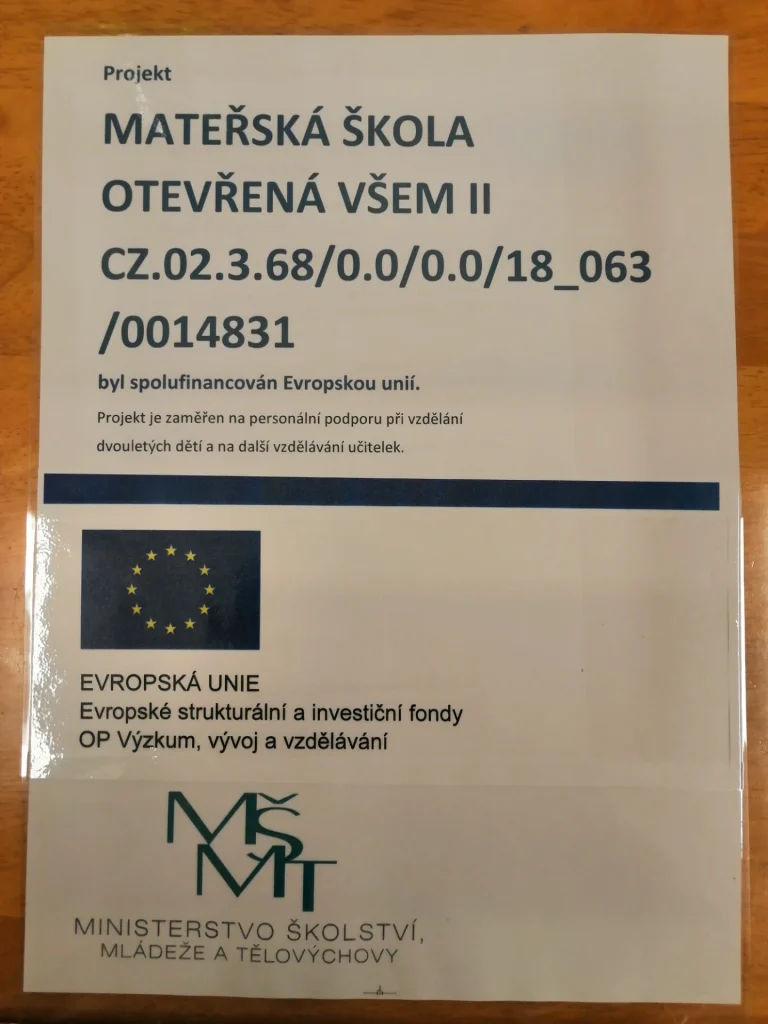 Projekt
MATEŘSKÁ ŠKOLA
OTEVŘENÁ VŠEM II
CZ.02.3.68/0.0/0.0/18_063
/0014831
byl spolufinancován Evropskou unií.
Projekt je zaměřen na personální podporu při vzdělání
dvouletých dětí a na další vzdělávání učitelek.
EVROPSKÁ UNIE
Evropské strukturální a investiční fondy
OP Výzkum, vývoj a vzdělávání
MŠ
MT
MINISTERSTVO ŠKOLSTVÍ,
MLÁDEŽE A TĚLOVÝCHOVY